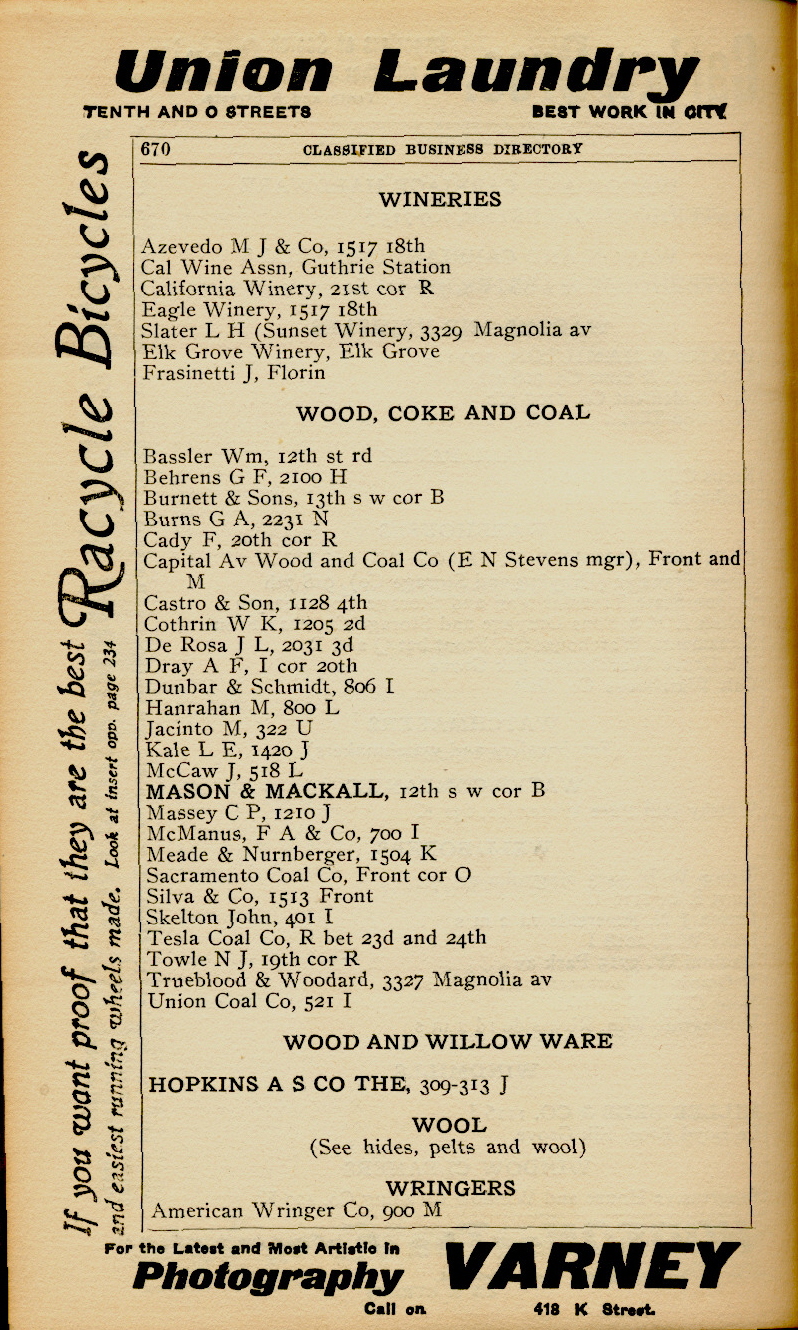 Union Laundry
TENTH AND O STREETS BEST WORK IN CITY
670 CLASSIFIED BUSINESS DIRECTORY
WINERIES
Azevedo M J & Co, 1517 18th
Cal Wine Assn, Guthrie Station
California Winery, 21st cor R
Eagle Winery, 1517 18th
Slater L H (Sunset Winery, 3329 Magnolia av
Elk Grove Winery, Elk Grove
Frasinetti J, Florin
WOOD, COKE AND COAL
Bassler Wm, 12th st rd
Behrens G F, 2100 H
Burnett & Sons, 13th s w cor B
Burns G A, 2231 N
Cady F, 20th cor R
Capital Av Wood and Coal Co (E N Stevens mgr), Front and
M
Castro & Son, 1128 4th
Cothrin W K, 1205 2d
De Rosa J L, 2031 3d
Dray A F, I cor 20th
Dunbar & Schmidt, 806 I
Hanrahan M, 800 L
Jacinto M, 322 U
Kale L E, 1420 J
McCaw J, 518 L
MASON & MACKALL, 12th s w cor B
Massey C P, 1210 J
McManus, F A & Co, 700 I
Meade & Nurnberger, 1504 K
Sacramento Coal Co, Front cor O
Silva & Co, 1513 Front
Skelton John, 401 I
Tesla Coal Co, R bet 23d and 24th
Towle N J, 19th cor R
Trueblood & Woodard, 3327 Magnolia av
Union Coal Co, 521 I
WOOD AND WILLOW WARE
HOPKINS A S CO THE, 309-313 J
WOOL
(See hides, pelts and wool)
WRINGERS
American Wringer Co, 900 M
If you want proof that they are the best Racycle Bicycles
and easiest running wheels made. Look at insert opp. page 234
For the Latest and Most Artistic in
Photography VARNEY
Call on 418 K Street.